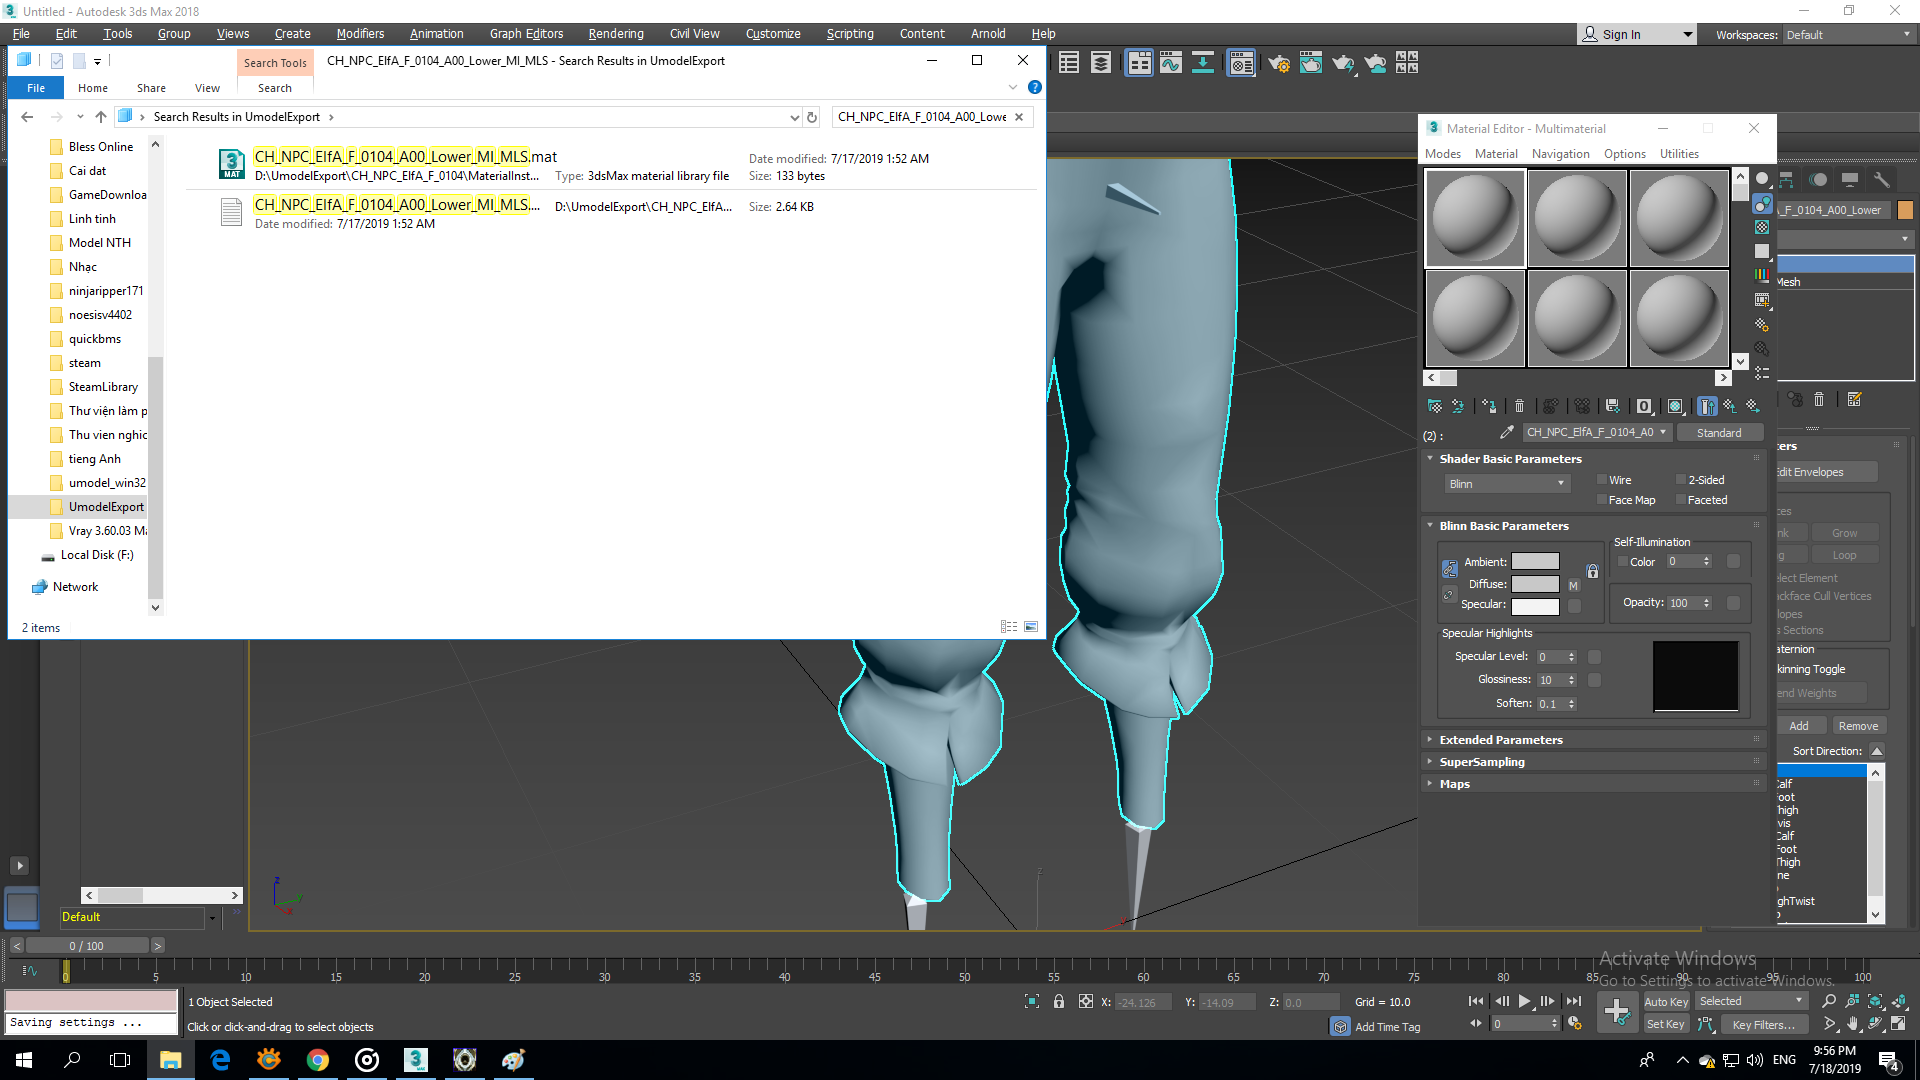 Untitled - Autodesk 3ds Max 2018
File Edit Tools Group Views Create Modifiers Animation Graph Editors Rendering Civil View Customize Scripting Content Arnold Help
Sign In Workspaces: Default
Search Tools CH_NPC_ElfA_F_0104_A00_Lower_MI_MLS - Search Results in UmodelExport
File Home Share View Search
Search Results in UmodelExport
CH_NPC_ElfA_F_0104_A00_Lowe
Bless Online
Cai dat
GameDownloa
Linh tinh
Model NTH
Nhạc
ninjaripper171
noesisv4402
quickbms
steam
SteamLibrary
Thư viện làm p
Thu vien nghic
tieng Anh
umodel_win32
UmodelExport
Vray 3.60.03 Ma
Local Disk (F:)
Network
2 items
CH_NPC_ElfA_F_0104_A00_Lower_MI_MLS.mat
Date modified: 7/17/2019 1:52 AM
D:\UmodelExport\CH_NPC_ElfA_F_0104\MaterialInst... Type: 3dsMax material library file Size: 133 bytes
CH_NPC_ElfA_F_0104_A00_Lower_MI_MLS.... D:\UmodelExport\CH_NPC_ElfA... Size: 2.64 KB
Date modified: 7/17/2019 1:52 AM
Material Editor - Multimaterial
Modes Material Navigation Options Utilities
(2) : CH_NPC_ElfA_F_0104_A0 Standard
Shader Basic Parameters
Blinn Wire 2-Sided
Face Map Faceted
Blinn Basic Parameters
Self-Illumination
Ambient: Color 0
Diffuse: M
Specular: Opacity: 100
Specular Highlights
Specular Level: 0
Glossiness: 10
Soften: 0.1
Extended Parameters
SuperSampling
Maps
_F_0104_A00_Lower
Mesh
ters
Edit Envelopes
ces
nk Grow
ng Loop
elect Element
ackface Cull Vertices
lopes
s Sections
aternion
kinning Toggle
end Weights
Add Remove
Sort Direction:
Calf
Foot
Thigh
vis
Calf
Foot
Thigh
ne
ghTwist
Default
0 / 100
0 5 10 15 20 25 30 35 40 45 50 55 60 65 70 75 80 85 90 95 100
Activate Windows
Go to Settings to activate Windows.
Saving settings ...
1 Object Selected
Click or click-and-drag to select objects
X: -24.126 Y: -14.09 Z: 0.0 Grid = 10.0
Add Time Tag
0
Auto Key Selected
Set Key Key Filters...
ENG 9:56 PM
7/18/2019
4